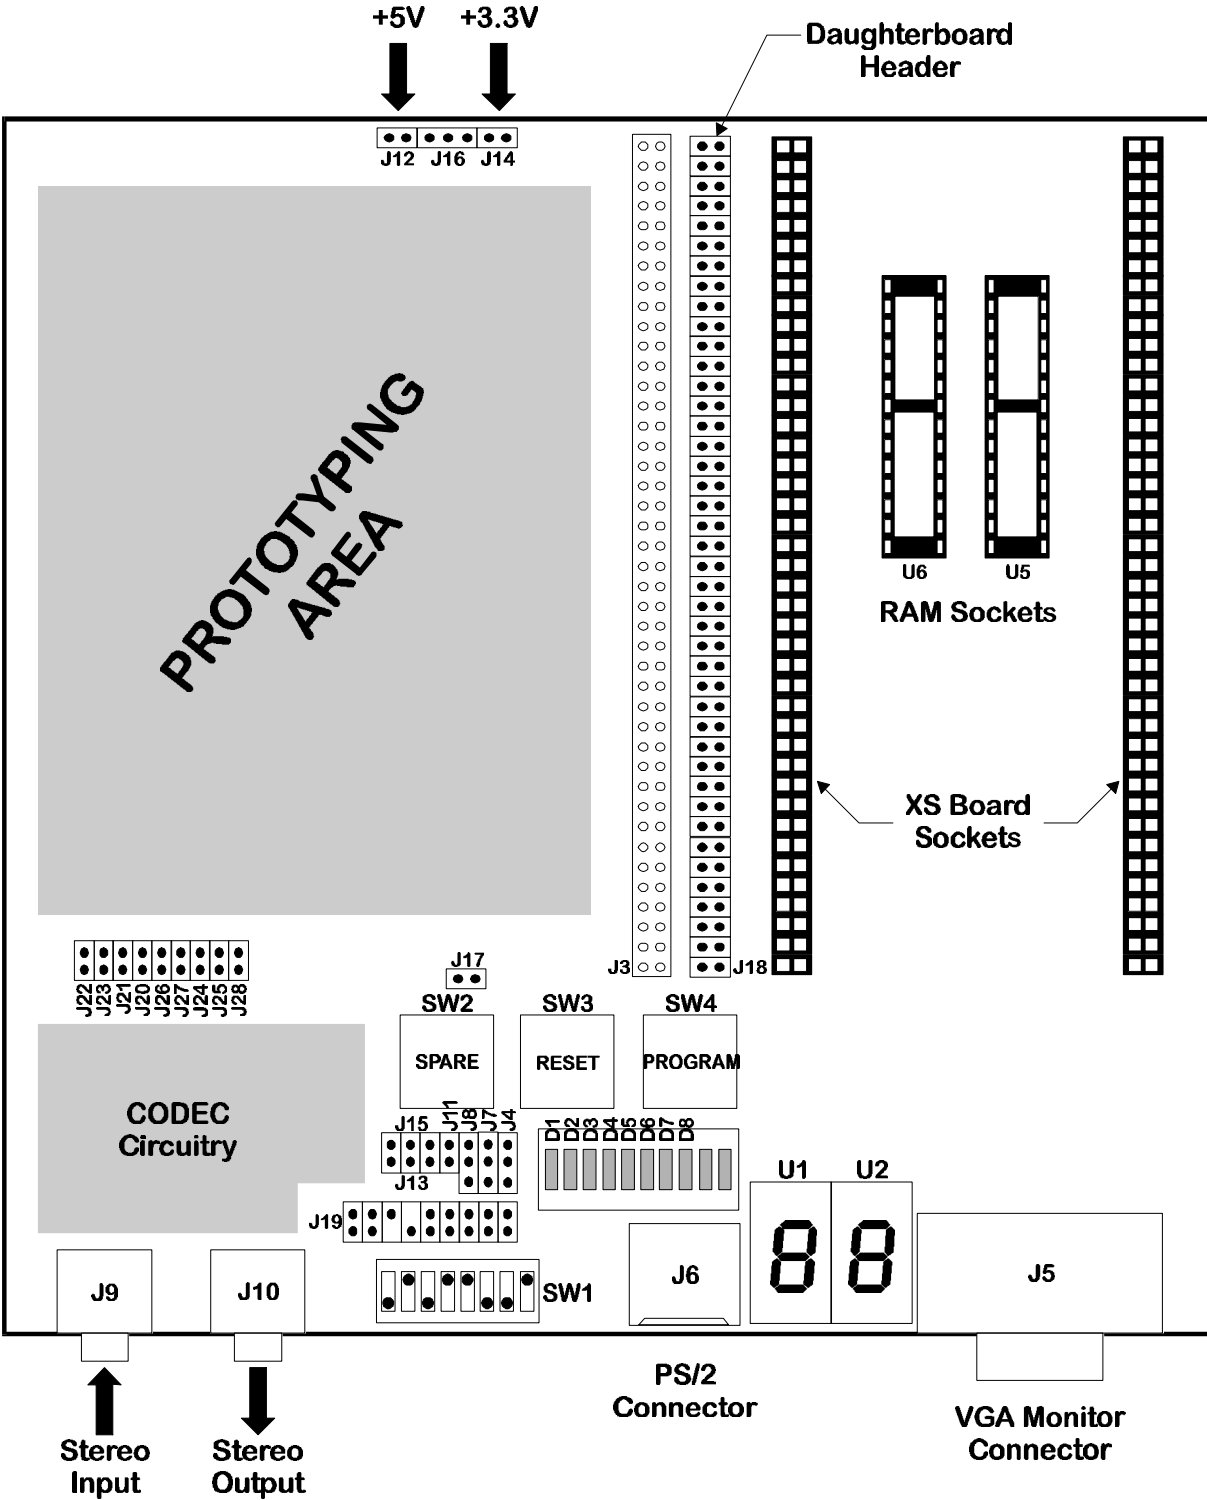 +5V
+3.3V
Daughterboard
Header
J12
J16
J14
PROTOTYPING
AREA
U6
U5
RAM Sockets
XS Board
Sockets
J3
J18
J17
J22
J23
J21
J20
J26
J27
J24
J25
J28
SW2
SW3
SW4
SPARE
RESET
PROGRAM
CODEC
Circuitry
J15
J11
J8
J7
J4
J13
D1
D2
D3
D4
D5
D6
D7
D8
U1
U2
J19
SW1
J9
J10
J6
J5
PS/2
Connector
VGA Monitor
Connector
Stereo
Input
Stereo
Output